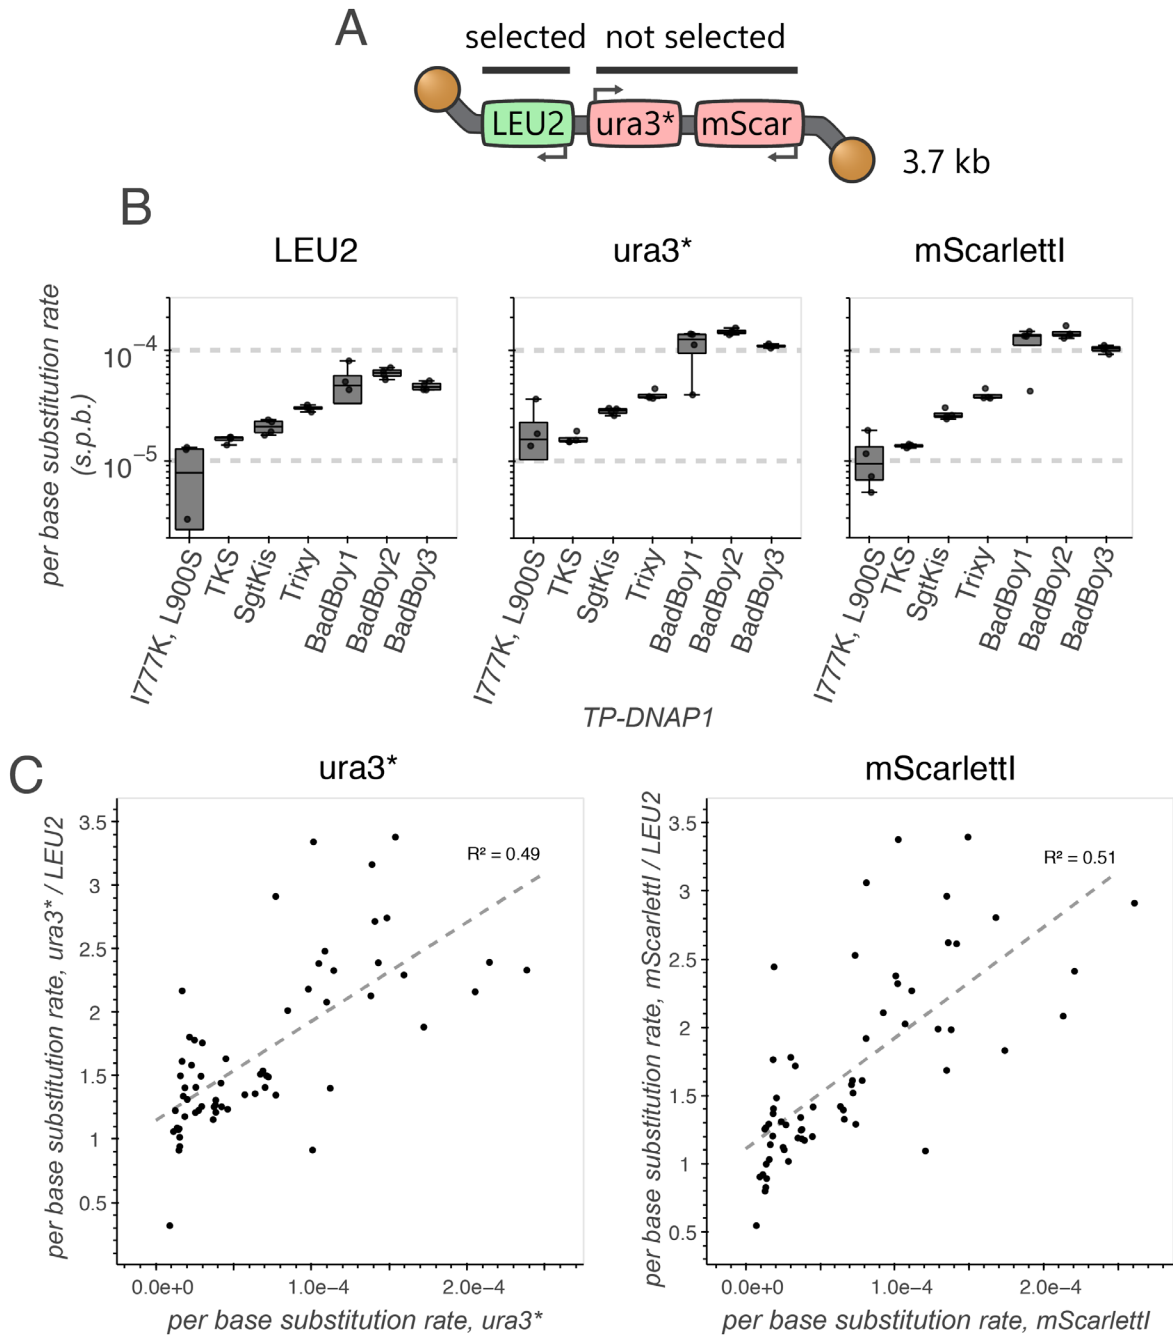 A
selected not selected
LEU2 ura3* mScar
3.7 kb
B
LEU2 ura3* mScarlettI
per base substitution rate
(s.p.b.)
10⁻⁴
10⁻⁵
I777K, L900S TKS SgtKis Trixy BadBoy1 BadBoy2 BadBoy3
I777K, L900S TKS SgtKis Trixy BadBoy1 BadBoy2 BadBoy3
I777K, L900S TKS SgtKis Trixy BadBoy1 BadBoy2 BadBoy3
TP-DNAP1
C
ura3*
per base substitution rate, ura3* / LEU2
3.5
3
2.5
2
1.5
1
0.5
R² = 0.49
0.0e+0 1.0e−4 2.0e−4
per base substitution rate, ura3*
mScarlettI
per base substitution rate, mScarlettI / LEU2
3.5
3
2.5
2
1.5
1
0.5
R² = 0.51
0.0e+0 1.0e−4 2.0e−4
per base substitution rate, mScarlettI